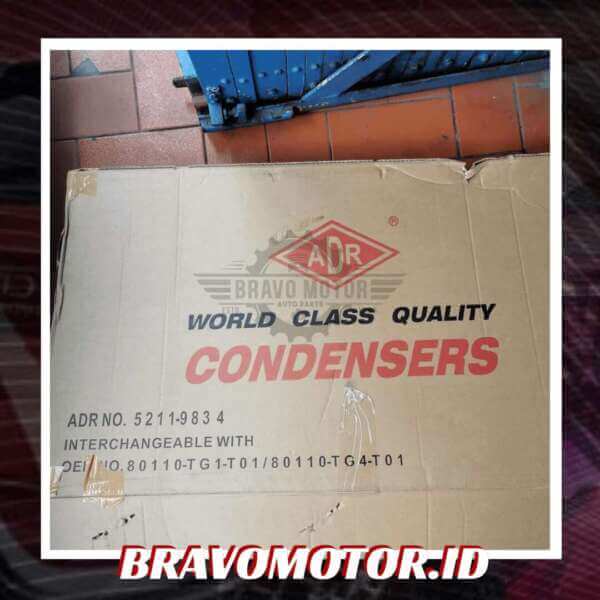 ADR
®
BRAVO MOTOR
AUTO PARTS
WORLD CLASS QUALITY
CONDENSERS
ADR NO. 5211-9834
INTERCHANGEABLE WITH
OEM NO. 80110-TG1-T01/80110-TG4-T01
BRAVOMOTOR.ID